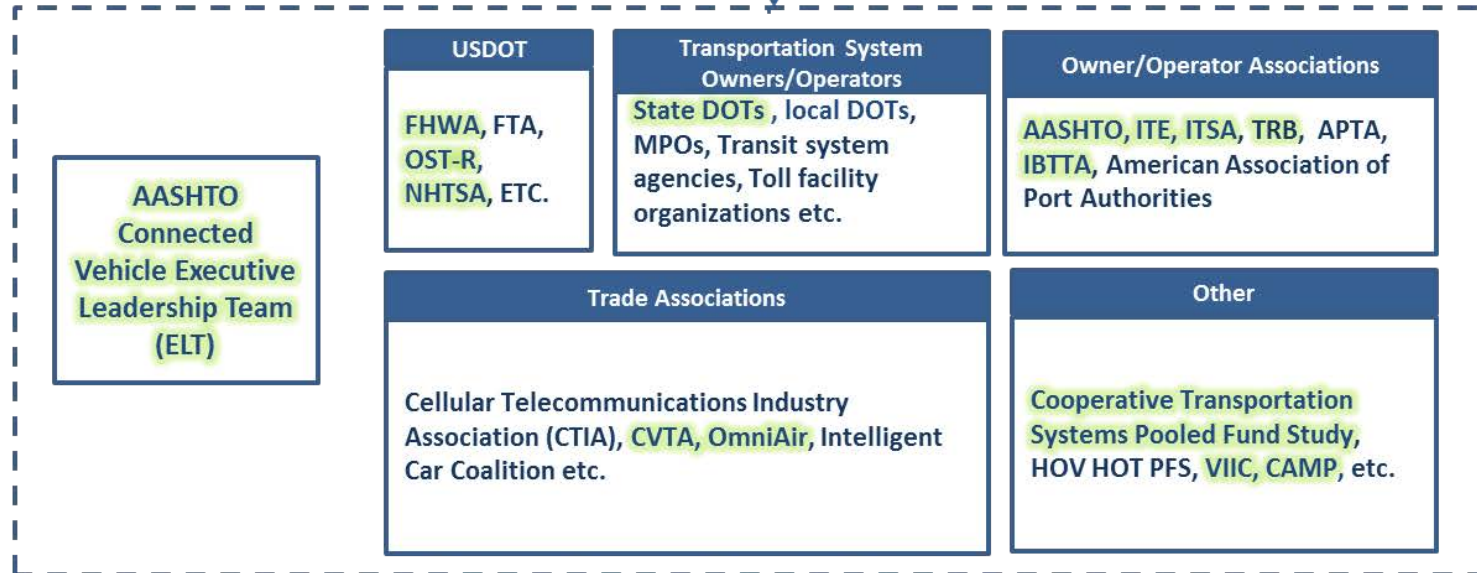 AASHTO
Connected
Vehicle Executive
Leadership Team
(ELT)
USDOT
FHWA, FTA,
OST-R,
NHTSA, ETC.
Transportation System
Owners/Operators
State DOTs , local DOTs,
MPOs, Transit system
agencies, Toll facility
organizations etc.
Owner/Operator Associations
AASHTO, ITE, ITSA, TRB, APTA,
IBTTA, American Association of
Port Authorities
Trade Associations
Cellular Telecommunications Industry
Association (CTIA), CVTA, OmniAir, Intelligent
Car Coalition etc.
Other
Cooperative Transportation
Systems Pooled Fund Study,
HOV HOT PFS, VIIC, CAMP, etc.